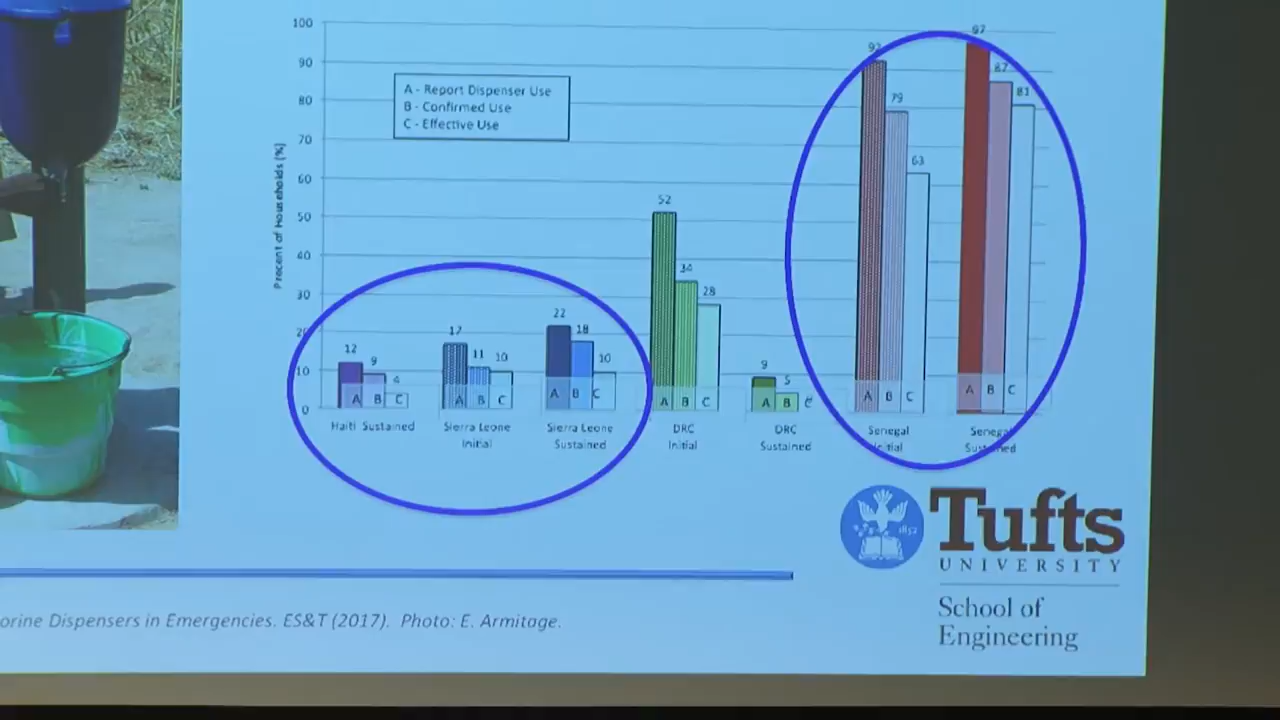 100
90
80
70
60
50
40
30
20
10
0
Precent of Households (%)
A - Report Dispenser Use
B - Confirmed Use
C - Effective Use
12
9
4
17
11
10
22
18
10
52
34
28
9
5
92
79
63
97
87
81
A B C
A B C
A B C
A B C
A B C
A B C
A B C
Haiti Sustained
Sierra Leone
Initial
Sierra Leone
Sustained
DRC
Initial
DRC
Sustained
Senegal
Initial
Senegal
Sustained
1852
Tufts
UNIVERSITY
School of
Engineering
Dispensers in Emergencies. ES&T (2017). Photo: E. Armitage.